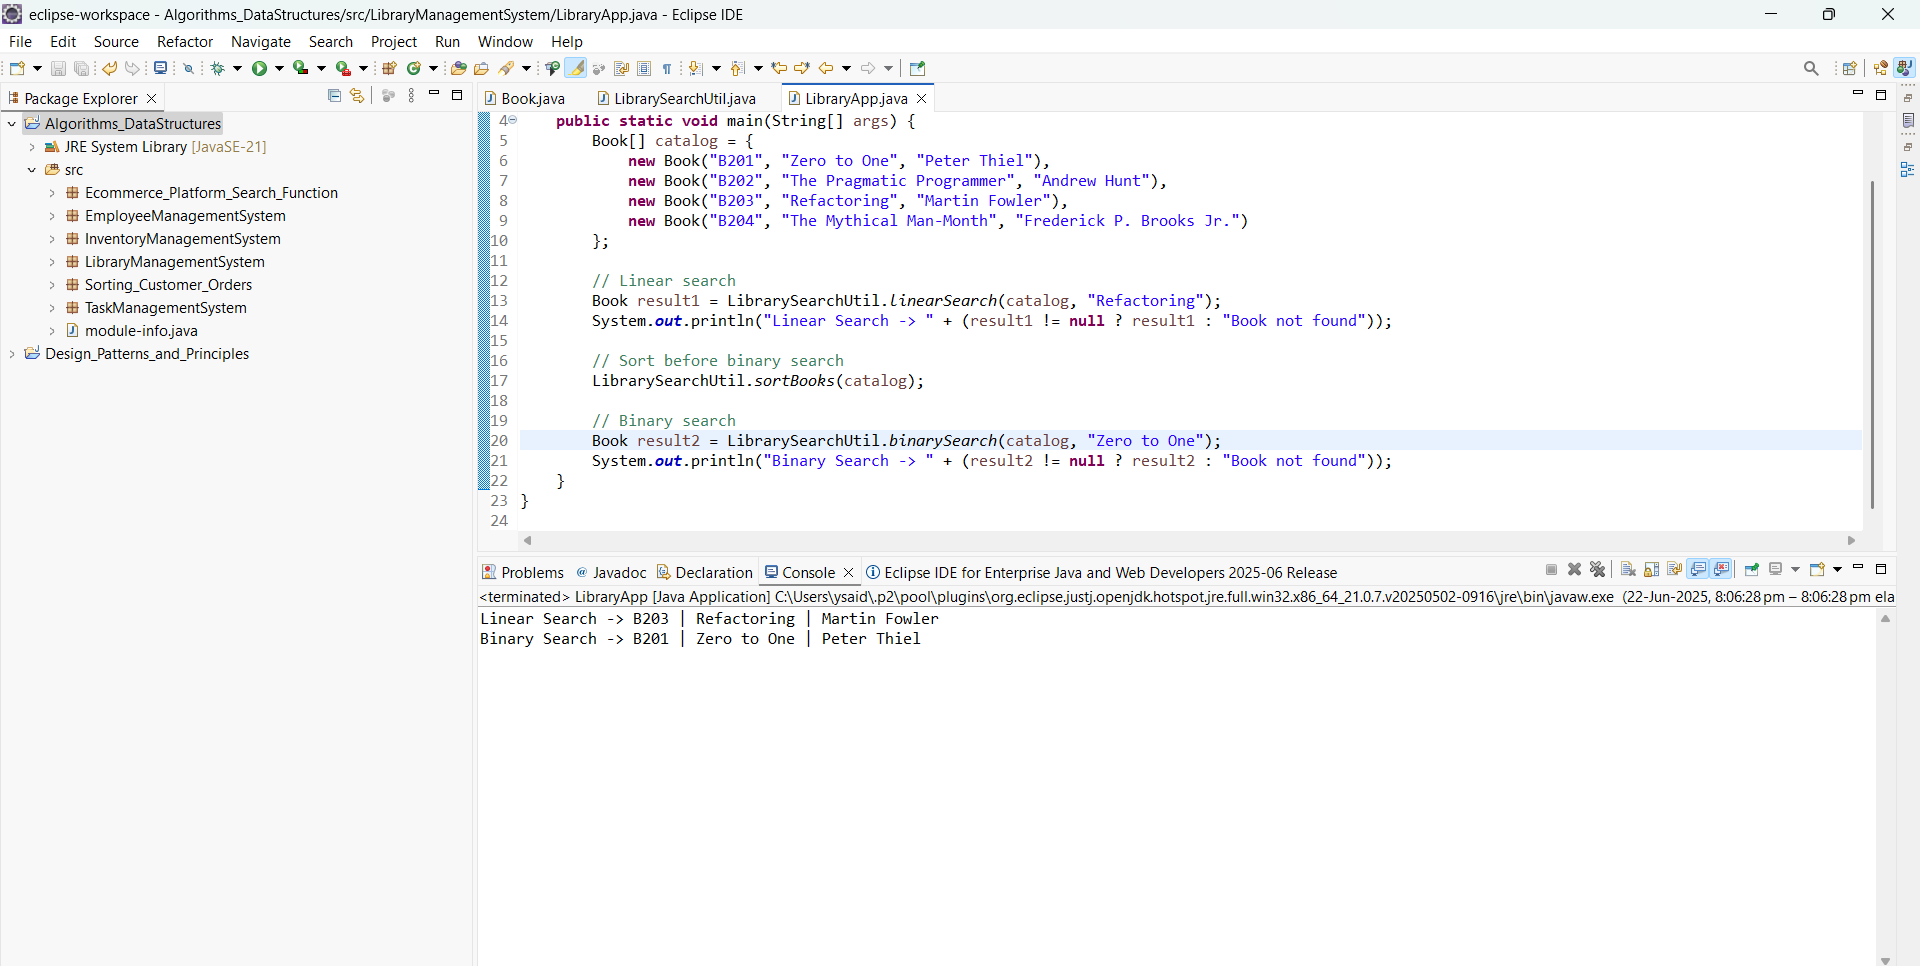 eclipse-workspace - Algorithms_DataStructures/src/LibraryManagementSystem/LibraryApp.java - Eclipse IDE
File Edit Source Refactor Navigate Search Project Run Window Help
Package Explorer
Algorithms_DataStructures
JRE System Library [JavaSE-21]
src
Ecommerce_Platform_Search_Function
EmployeeManagementSystem
InventoryManagementSystem
LibraryManagementSystem
Sorting_Customer_Orders
TaskManagementSystem
module-info.java
Design_Patterns_and_Principles
Book.java LibrarySearchUtil.java LibraryApp.java
4 public static void main(String[] args) {
5 Book[] catalog = {
6 new Book("B201", "Zero to One", "Peter Thiel"),
7 new Book("B202", "The Pragmatic Programmer", "Andrew Hunt"),
8 new Book("B203", "Refactoring", "Martin Fowler"),
9 new Book("B204", "The Mythical Man-Month", "Frederick P. Brooks Jr.")
10 };
11
12 // Linear search
13 Book result1 = LibrarySearchUtil.linearSearch(catalog, "Refactoring");
14 System.out.println("Linear Search -> " + (result1 != null ? result1 : "Book not found"));
15
16 // Sort before binary search
17 LibrarySearchUtil.sortBooks(catalog);
18
19 // Binary search
20 Book result2 = LibrarySearchUtil.binarySearch(catalog, "Zero to One");
21 System.out.println("Binary Search -> " + (result2 != null ? result2 : "Book not found"));
22 }
23 }
24
Problems Javadoc Declaration Console Eclipse IDE for Enterprise Java and Web Developers 2025-06 Release
<terminated> LibraryApp [Java Application] C:\Users\ysaid\.p2\pool\plugins\org.eclipse.justj.openjdk.hotspot.jre.full.win32.x86_64_21.0.7.v20250502-0916\jre\bin\javaw.exe (22-Jun-2025, 8:06:28 pm – 8:06:28 pm ela
Linear Search -> B203 | Refactoring | Martin Fowler
Binary Search -> B201 | Zero to One | Peter Thiel